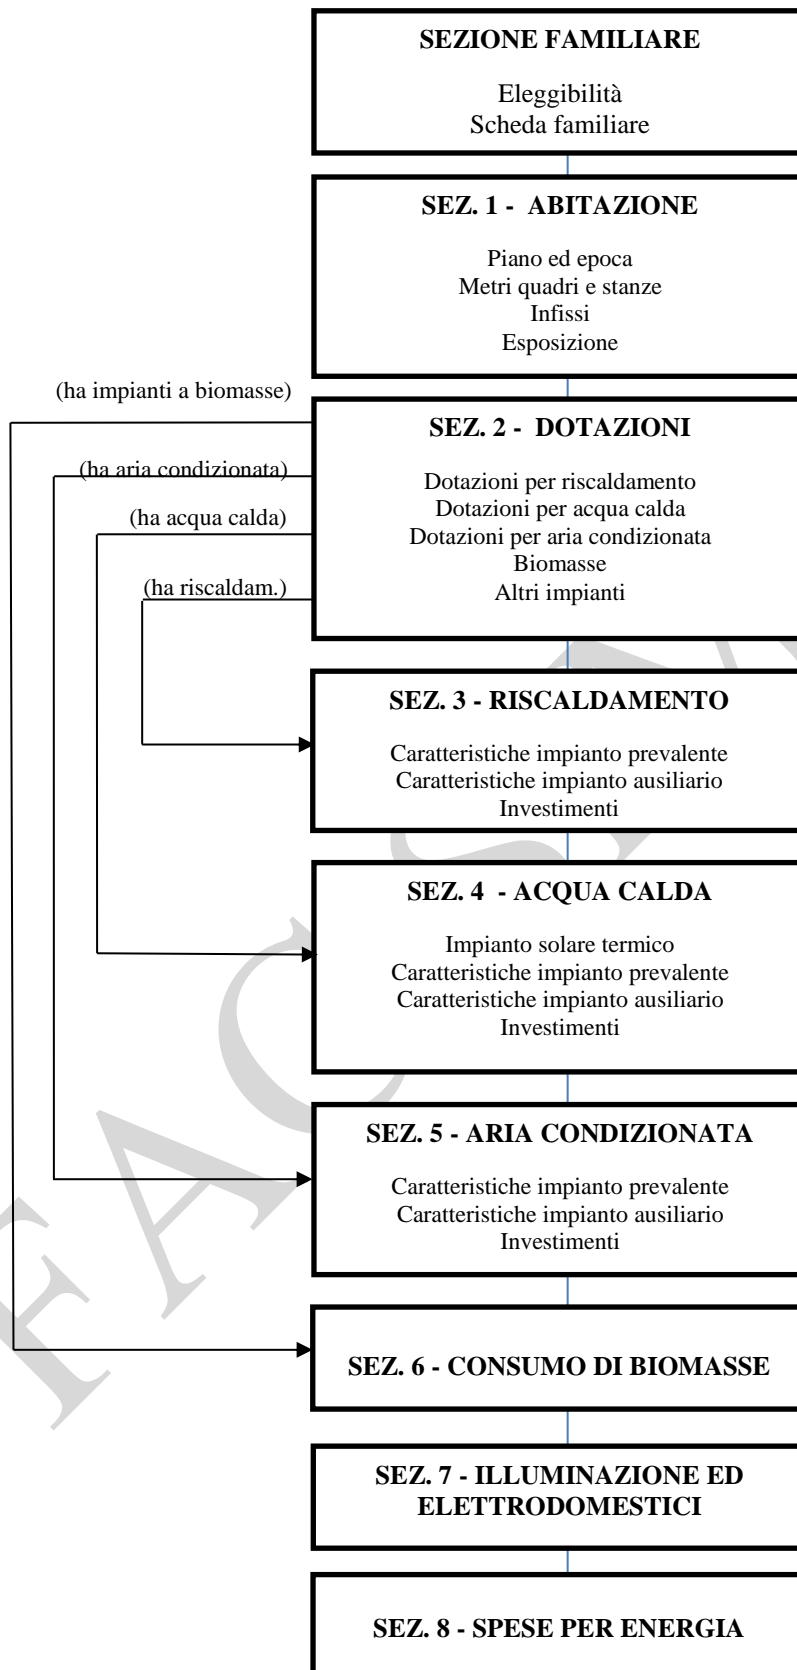 SEZIONE FAMILIARE
Eleggibilità
Scheda familiare
SEZ. 1 - ABITAZIONE
Piano ed epoca
Metri quadri e stanze
Infissi
Esposizione
(ha impianti a biomasse)
(ha aria condizionata)
(ha acqua calda)
(ha riscaldam.)
SEZ. 2 - DOTAZIONI
Dotazioni per riscaldamento
Dotazioni per acqua calda
Dotazioni per aria condizionata
Biomasse
Altri impianti
SEZ. 3 - RISCALDAMENTO
Caratteristiche impianto prevalente
Caratteristiche impianto ausiliario
Investimenti
SEZ. 4 - ACQUA CALDA
Impianto solare termico
Caratteristiche impianto prevalente
Caratteristiche impianto ausiliario
Investimenti
SEZ. 5 - ARIA CONDIZIONATA
Caratteristiche impianto prevalente
Caratteristiche impianto ausiliario
Investimenti
SEZ. 6 - CONSUMO DI BIOMASSE
SEZ. 7 - ILLUMINAZIONE ED
ELETTRODOMESTICI
SEZ. 8 - SPESE PER ENERGIA